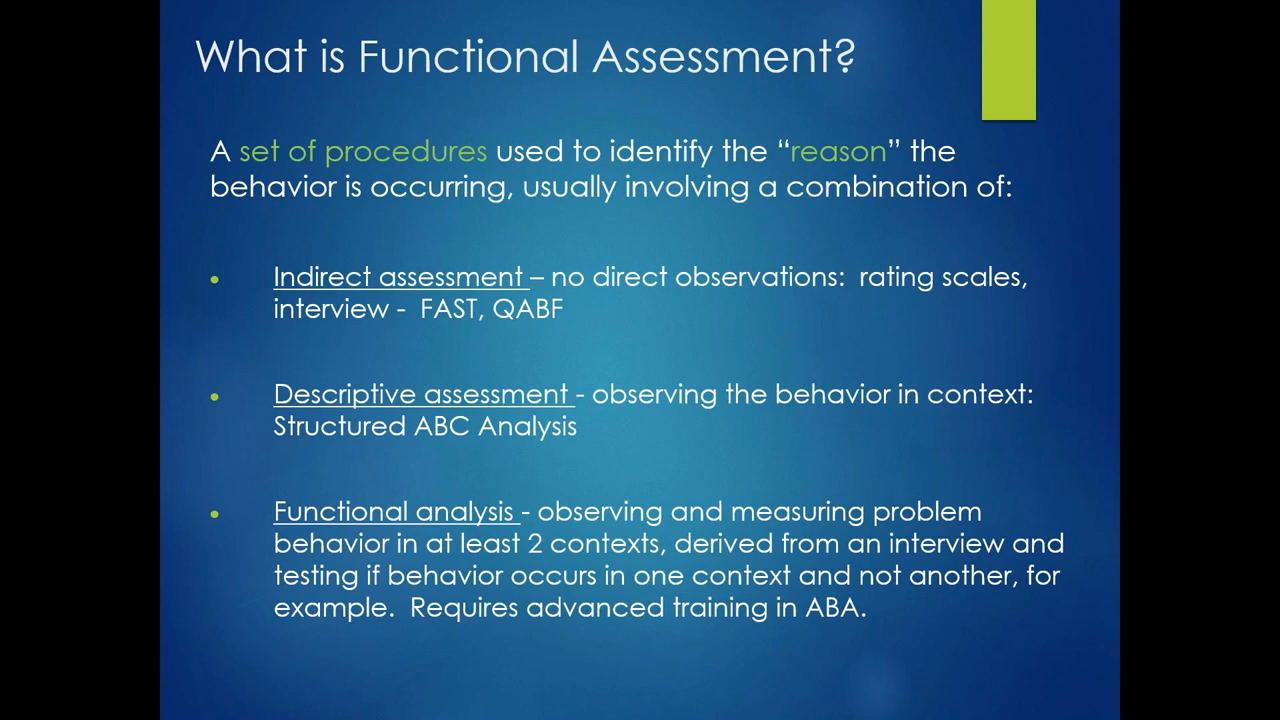 What is Functional Assessment?
A set of procedures used to identify the “reason” the
behavior is occurring, usually involving a combination of:
• Indirect assessment – no direct observations:  rating scales,
interview -  FAST, QABF
• Descriptive assessment - observing the behavior in context:
Structured ABC Analysis
• Functional analysis - observing and measuring problem
behavior in at least 2 contexts, derived from an interview and
testing if behavior occurs in one context and not another, for
example.  Requires advanced training in ABA.